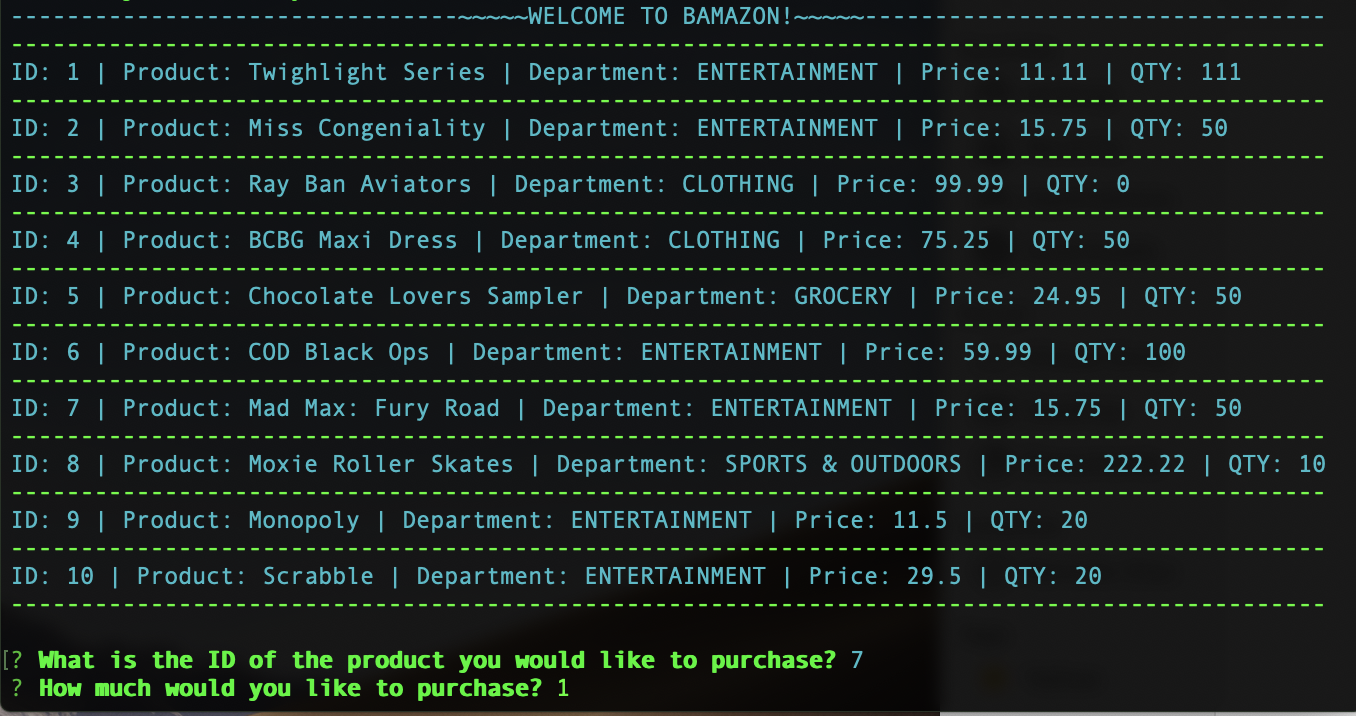 --------------------------------~~~~~WELCOME TO BAMAZON!~~~~~---------------------------------
----------------------------------------------------------------------------------------------
ID: 1 | Product: Twighlight Series | Department: ENTERTAINMENT | Price: 11.11 | QTY: 111
----------------------------------------------------------------------------------------------
ID: 2 | Product: Miss Congeniality | Department: ENTERTAINMENT | Price: 15.75 | QTY: 50
----------------------------------------------------------------------------------------------
ID: 3 | Product: Ray Ban Aviators | Department: CLOTHING | Price: 99.99 | QTY: 0
----------------------------------------------------------------------------------------------
ID: 4 | Product: BCBG Maxi Dress | Department: CLOTHING | Price: 75.25 | QTY: 50
----------------------------------------------------------------------------------------------
ID: 5 | Product: Chocolate Lovers Sampler | Department: GROCERY | Price: 24.95 | QTY: 50
----------------------------------------------------------------------------------------------
ID: 6 | Product: COD Black Ops | Department: ENTERTAINMENT | Price: 59.99 | QTY: 100
----------------------------------------------------------------------------------------------
ID: 7 | Product: Mad Max: Fury Road | Department: ENTERTAINMENT | Price: 15.75 | QTY: 50
----------------------------------------------------------------------------------------------
ID: 8 | Product: Moxie Roller Skates | Department: SPORTS & OUTDOORS | Price: 222.22 | QTY: 10
----------------------------------------------------------------------------------------------
ID: 9 | Product: Monopoly | Department: ENTERTAINMENT | Price: 11.5 | QTY: 20
----------------------------------------------------------------------------------------------
ID: 10 | Product: Scrabble | Department: ENTERTAINMENT | Price: 29.5 | QTY: 20
----------------------------------------------------------------------------------------------
[? What is the ID of the product you would like to purchase? 7
? How much would you like to purchase? 1